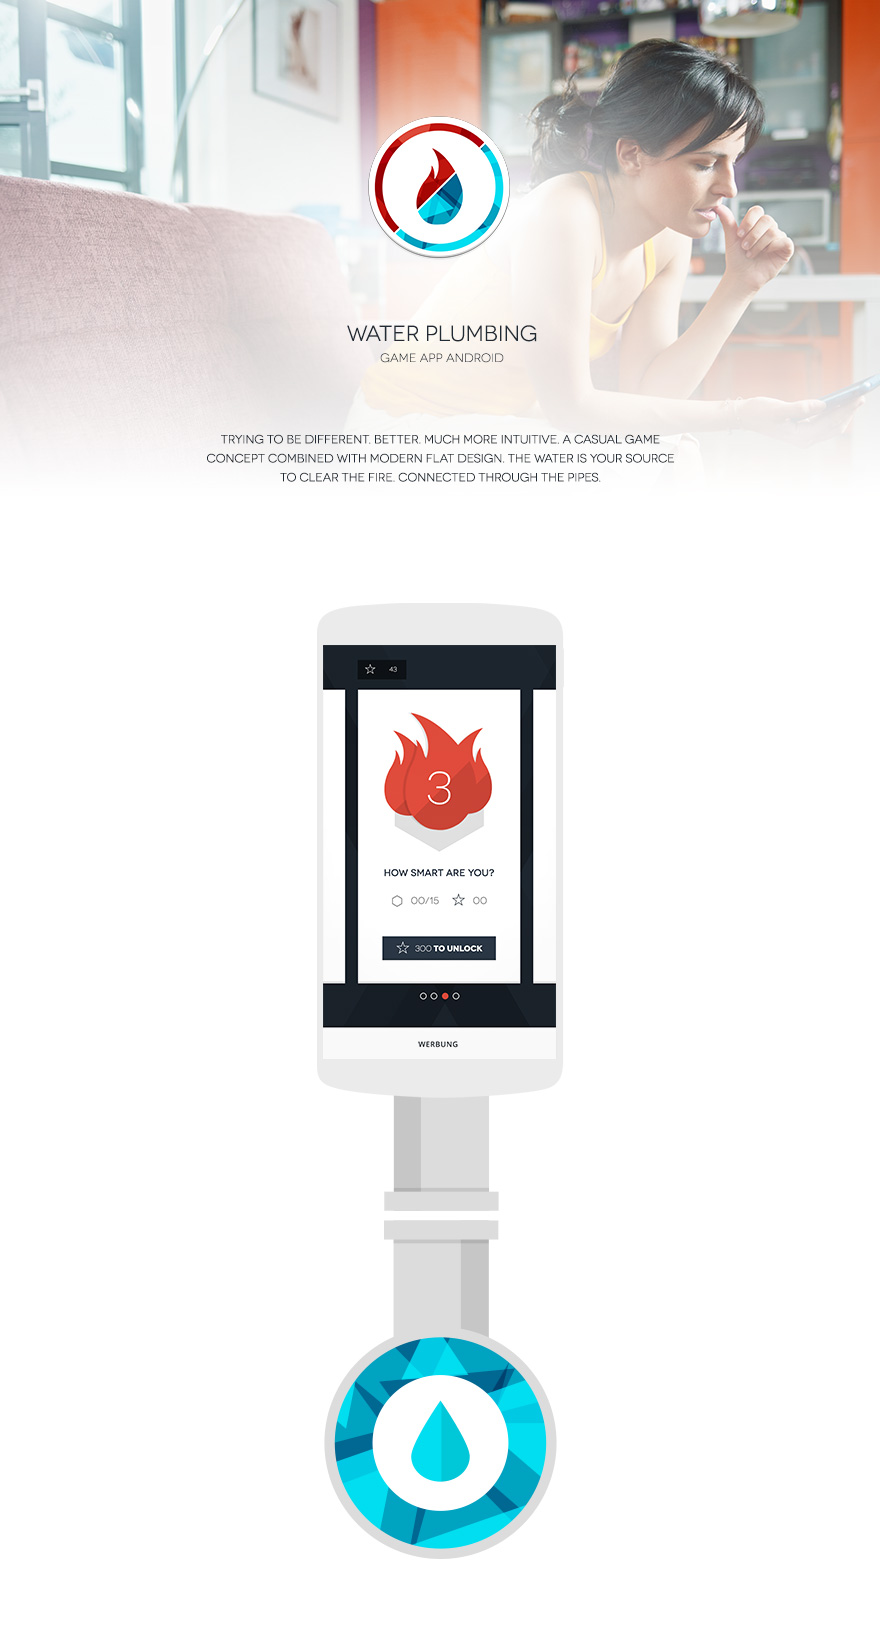 WATER PLUMBING
GAME APP ANDROID
TRYING TO BE DIFFERENT. BETTER. MUCH MORE INTUITIVE. A CASUAL GAME
CONCEPT COMBINED WITH MODERN FLAT DESIGN. THE WATER IS YOUR SOURCE
TO CLEAR THE FIRE. CONNECTED THROUGH THE PIPES.
43
3
HOW SMART ARE YOU?
00/15 00
300 TO UNLOCK
WERBUNG